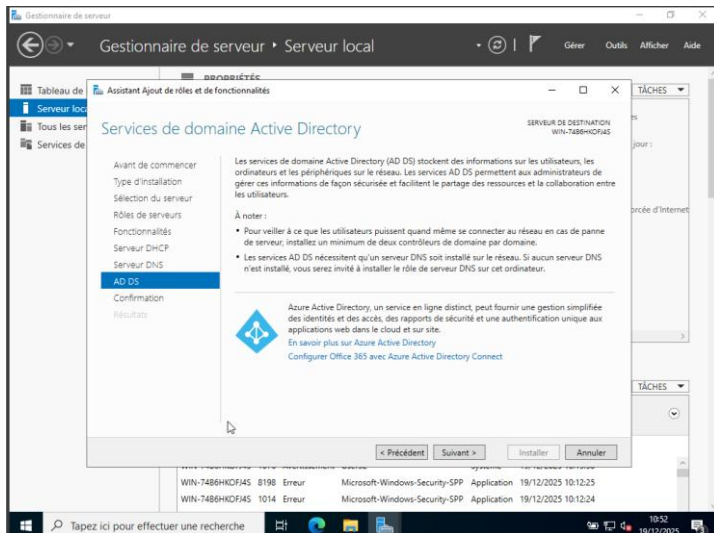 Gestionnaire de serveur
Gestionnaire de serveur • Serveur local
Gérer Outils Afficher Aide
PROPRIÉTÉS
TÂCHES
Tableau de
Serveur loca
Tous les ser
Services de
Assistant Ajout de rôles et de fonctionnalités
Services de domaine Active Directory
SERVEUR DE DESTINATION
WIN-7486HKOFJ4S
Avant de commencer
Type d'installation
Sélection du serveur
Rôles de serveurs
Fonctionnalités
Serveur DHCP
Serveur DNS
AD DS
Confirmation
Résultats
Les services de domaine Active Directory (AD DS) stockent des informations sur les utilisateurs, les
ordinateurs et les périphériques sur le réseau. Les services AD DS permettent aux administrateurs de
gérer ces informations de façon sécurisée et facilitent le partage des ressources et la collaboration entre
les utilisateurs.
À noter :
• Pour veiller à ce que les utilisateurs puissent quand même se connecter au réseau en cas de panne
de serveur, installez un minimum de deux contrôleurs de domaine par domaine.
• Les services AD DS nécessitent qu'un serveur DNS soit installé sur le réseau. Si aucun serveur DNS
n'est installé, vous serez invité à installer le rôle de serveur DNS sur cet ordinateur.
Azure Active Directory, un service en ligne distinct, peut fournir une gestion simplifiée
des identités et des accès, des rapports de sécurité et une authentification unique aux
applications web dans le cloud et sur site.
En savoir plus sur Azure Active Directory
Configurer Office 365 avec Azure Active Directory Connect
< Précédent Suivant > Installer Annuler
jour :
orcée d'Internet
TÂCHES
WIN-7486HKOFJ4S 8198 Erreur Microsoft-Windows-Security-SPP Application 19/12/2025 10:12:25
WIN-7486HKOFJ4S 1014 Erreur Microsoft-Windows-Security-SPP Application 19/12/2025 10:12:24
Tapez ici pour effectuer une recherche
10:52
19/12/2025